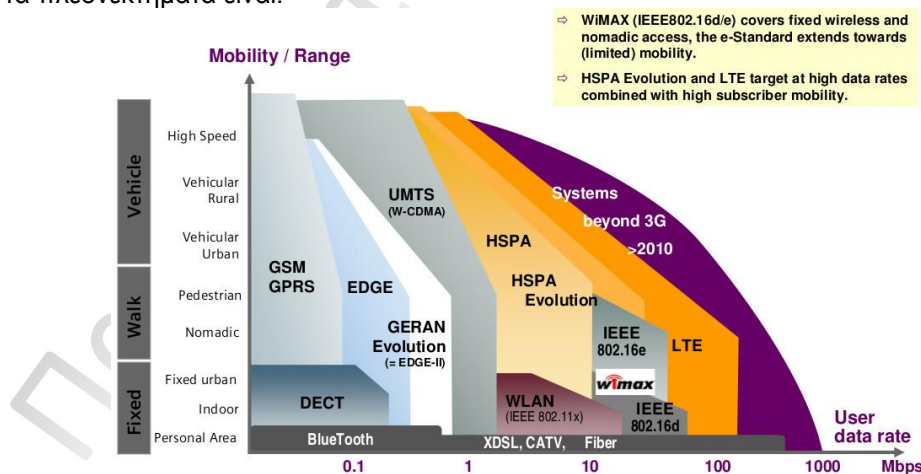 τα πλεονεκτήματα είναι:
⇨ WiMAX (IEEE802.16d/e) covers fixed wireless and
nomadic access, the e-Standard extends towards
(limited) mobility.
⇨ HSPA Evolution and LTE target at high data rates
combined with high subscriber mobility.
Mobility / Range
Vehicle
High Speed
Vehicular
Rural
Vehicular
Urban
Walk
Pedestrian
Nomadic
Fixed
Fixed urban
Indoor
Personal Area
GSM
GPRS
EDGE
GERAN
Evolution
(= EDGE-II)
UMTS
(W-CDMA)
HSPA
HSPA
Evolution
Systems
beyond 3G
>2010
IEEE
802.16e
LTE
wimax
DECT
WLAN
(IEEE 802.11x)
IEEE
802.16d
BlueTooth
XDSL, CATV, Fiber
User
data rate
0.1
1
10
100
1000
Mbps